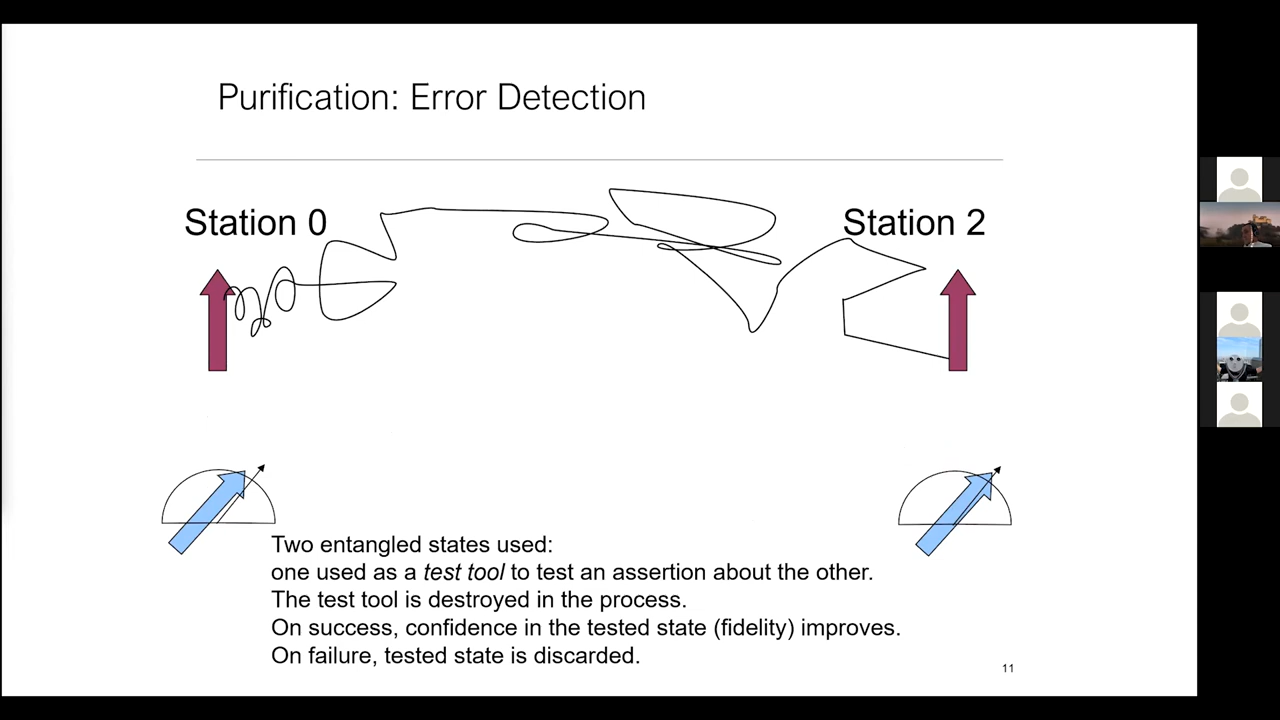 Purification: Error Detection
Station 0
Station 2
Two entangled states used:
one used as a test tool to test an assertion about the other.
The test tool is destroyed in the process.
On success, confidence in the tested state (fidelity) improves.
On failure, tested state is discarded.
11